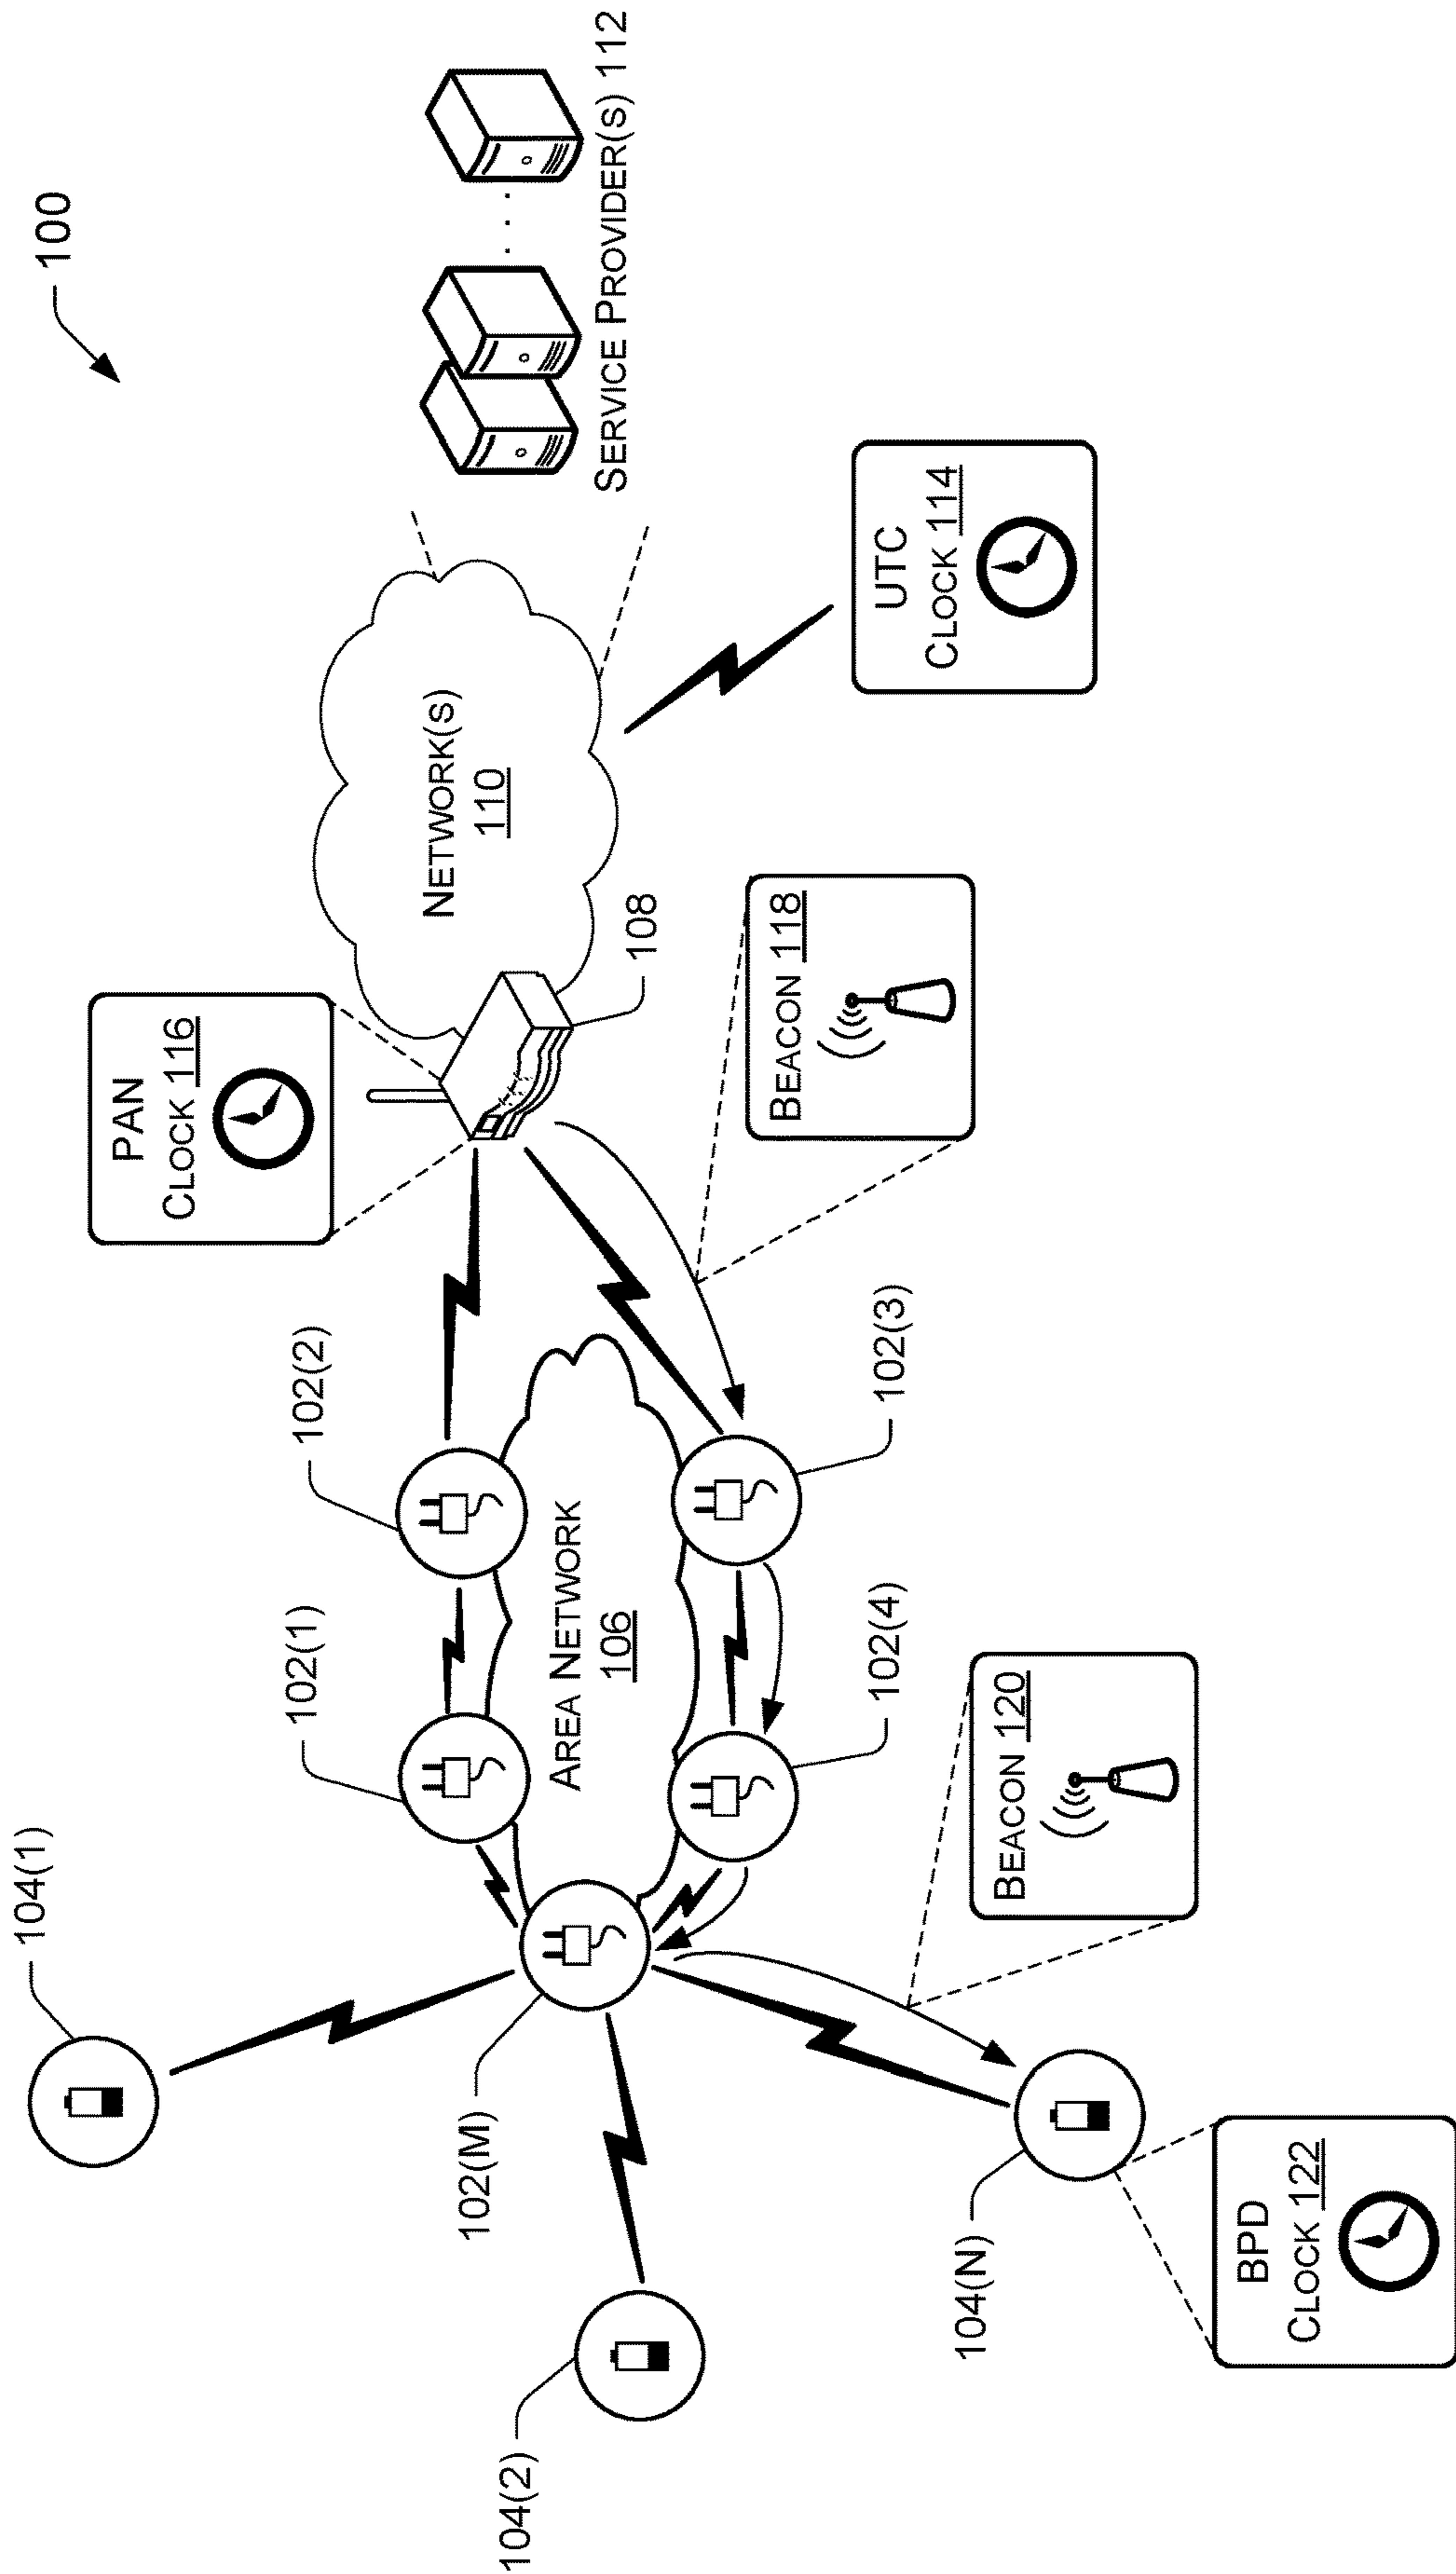 100
104(1)
102(1)
102(2)
PAN
CLOCK 116
NETWORK(S)
110
SERVICE PROVIDER(S) 112
108
AREA NETWORK
106
102(M)
104(2)
102(4)
102(3)
BEACON 118
UTC
CLOCK 114
104(N)
BEACON 120
BPD
CLOCK 122